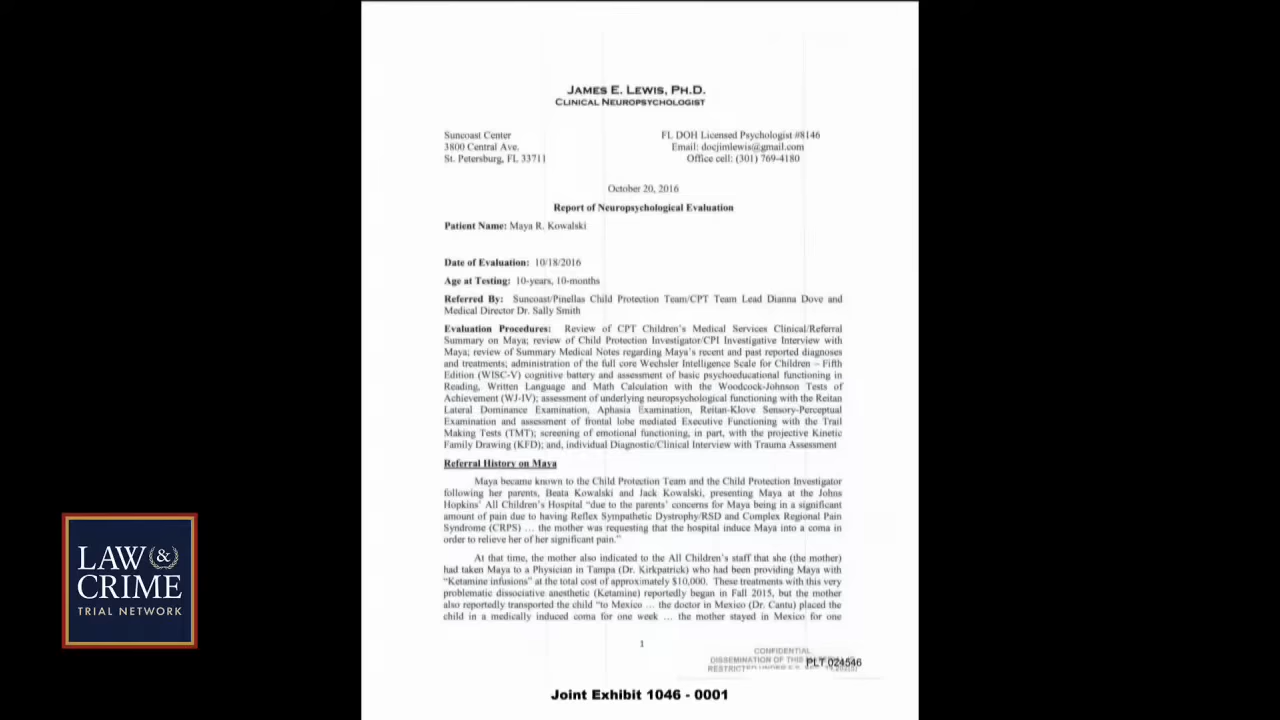 JAMES E. LEWIS, PH.D.
CLINICAL NEUROPSYCHOLOGIST
Suncoast Center
3800 Central Ave.
St. Petersburg, FL 33711
FL DOH Licensed Psychologist #8146
Email: docjimlewis@gmail.com
Office cell: (301) 769-4180
October 20, 2016
Report of Neuropsychological Evaluation
Patient Name: Maya R. Kowalski
Date of Evaluation: 10/18/2016
Age at Testing: 10-years, 10-months
Referred By: Suncoast/Pinellas Child Protection Team/CPT Team Lead Dianna Dove and
Medical Director Dr. Sally Smith
Evaluation Procedures: Review of CPT Children's Medical Services Clinical/Referral
Summary on Maya; review of Child Protection Investigator/CPI Investigative Interview with
Maya; review of Summary Medical Notes regarding Maya's recent and past reported diagnoses
and treatments; administration of the full core Wechsler Intelligence Scale for Children – Fifth
Edition (WISC-V) cognitive battery and assessment of basic psychoeducational functioning in
Reading, Written Language and Math Calculation with the Woodcock-Johnson Tests of
Achievement (WJ-IV); assessment of underlying neuropsychological functioning with the Reitan
Lateral Dominance Examination, Aphasia Examination, Reitan-Klove Sensory-Perceptual
Examination and assessment of frontal lobe mediated Executive Functioning with the Trail
Making Tests (TMT); screening of emotional functioning, in part, with the projective Kinetic
Family Drawing (KFD); and, individual Diagnostic/Clinical Interview with Trauma Assessment
Referral History on Maya
Maya became known to the Child Protection Team and the Child Protection Investigator
following her parents, Beata Kowalski and Jack Kowalski, presenting Maya at the Johns
Hopkins' All Children's Hospital "due to the parents' concerns for Maya being in a significant
amount of pain due to having Reflex Sympathetic Dystrophy/RSD and Complex Regional Pain
Syndrome (CRPS) … the mother was requesting that the hospital induce Maya into a coma in
order to relieve her of her significant pain."
At that time, the mother also indicated to the All Children's staff that she (the mother)
had taken Maya to a Physician in Tampa (Dr. Kirkpatrick) who had been providing Maya with
"Ketamine infusions" at the total cost of approximately $10,000. These treatments with this very
problematic dissociative anesthetic (Ketamine) reportedly began in Fall 2015, but the mother
also reportedly transported the child "to Mexico … the doctor in Mexico (Dr. Cantu) placed the
child in a medically induced coma for one week … the mother stayed in Mexico for one
1
CONFIDENTIAL
DISSEMINATION OF THIS
RESTRICTED UNDER
PLT.024546
Joint Exhibit 1046 - 0001
LAW &
CRIME
TRIAL NETWORK